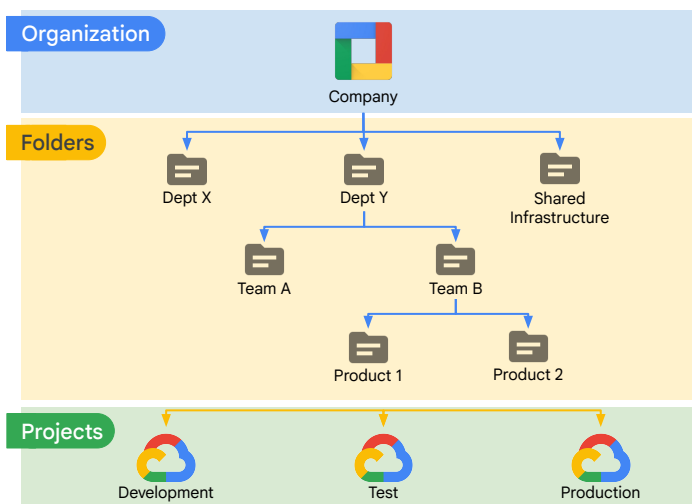 Organization
Company
Folders
Dept X
Dept Y
Shared
Infrastructure
Team A
Team B
Product 1
Product 2
Projects
Development
Test
Production